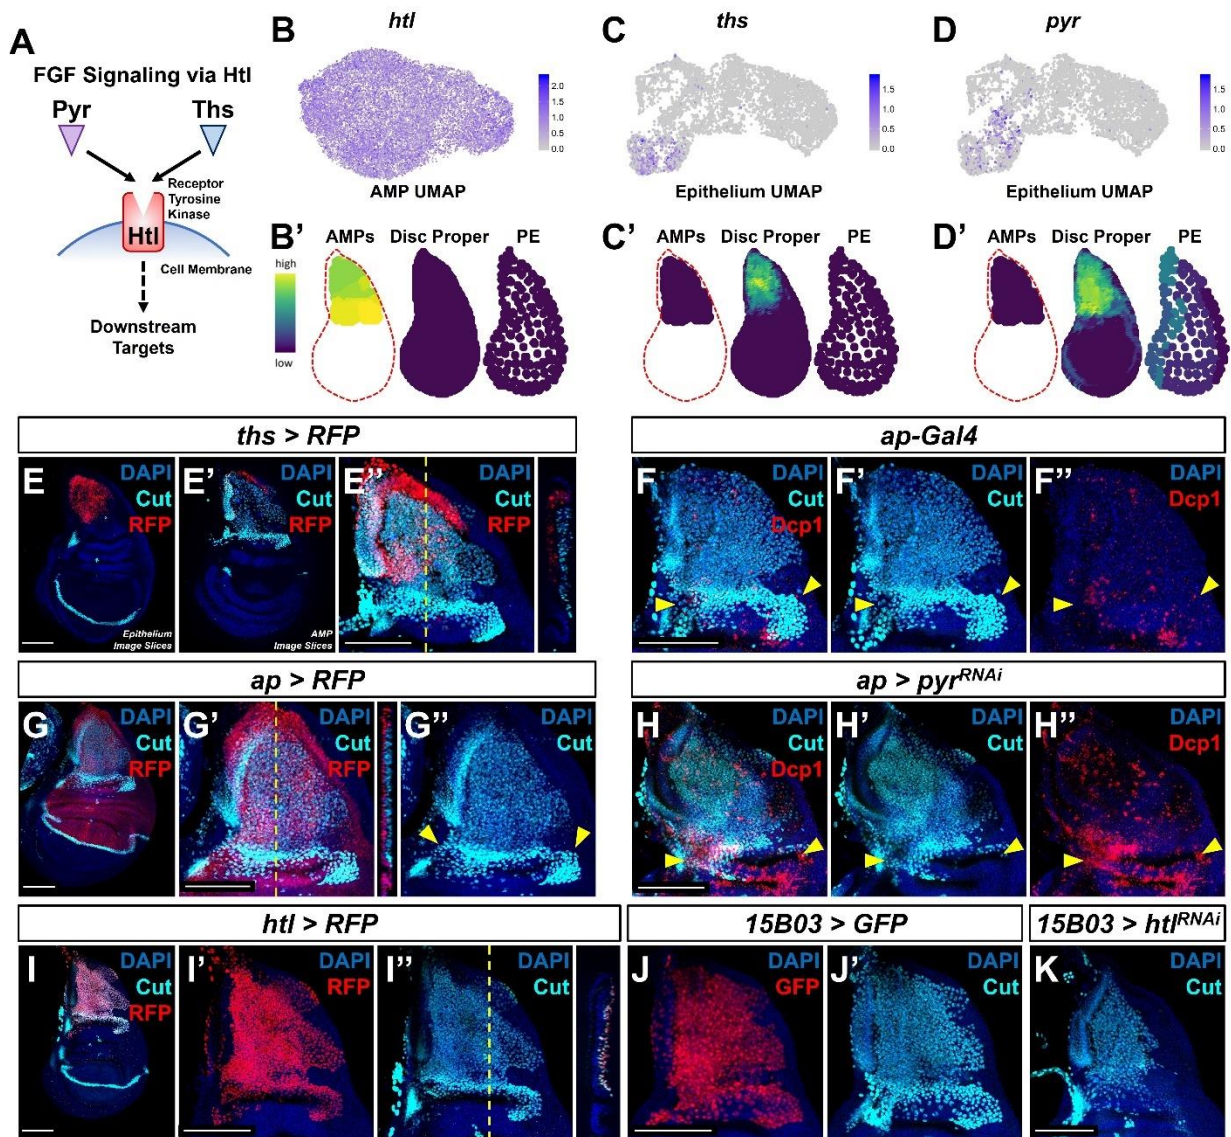 A
FGF Signaling via Htl
Pyr
Ths
Receptor
Tyrosine
Kinase
Htl
Cell Membrane
Downstream
Targets
B
htl
2.0
1.5
1.0
0.5
0.0
AMP UMAP
C
ths
1.5
1.0
0.5
0.0
Epithelium UMAP
D
pyr
1.5
1.0
0.5
0.0
Epithelium UMAP
B'
AMPs
Disc Proper
PE
high
low
C'
AMPs
Disc Proper
PE
D'
AMPs
Disc Proper
PE
ths > RFP
E
DAPI
Cut
RFP
Epithelium
Image Slices
E'
DAPI
Cut
RFP
AMP
Image Slices
E''
DAPI
Cut
RFP
ap-Gal4
F
DAPI
Cut
Dcp1
F'
DAPI
Cut
F''
DAPI
Dcp1
ap > RFP
G
DAPI
Cut
RFP
G'
DAPI
Cut
RFP
G''
DAPI
Cut
ap > pyrRNAi
H
DAPI
Cut
Dcp1
H'
DAPI
Cut
H''
DAPI
Dcp1
htl > RFP
I
DAPI
Cut
RFP
I'
DAPI
RFP
I''
DAPI
Cut
15B03 > GFP
J
DAPI
GFP
J'
DAPI
Cut
15B03 > htlRNAi
K
DAPI
Cut